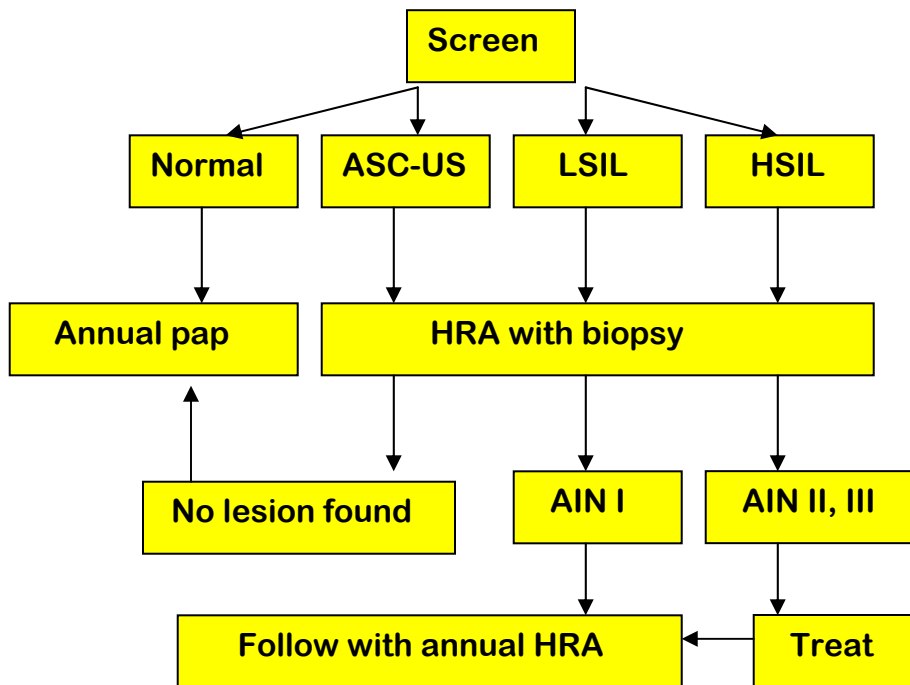 Screen
Normal
ASC-US
LSIL
HSIL
Annual pap
HRA with biopsy
No lesion found
AIN I
AIN II, III
Follow with annual HRA
Treat